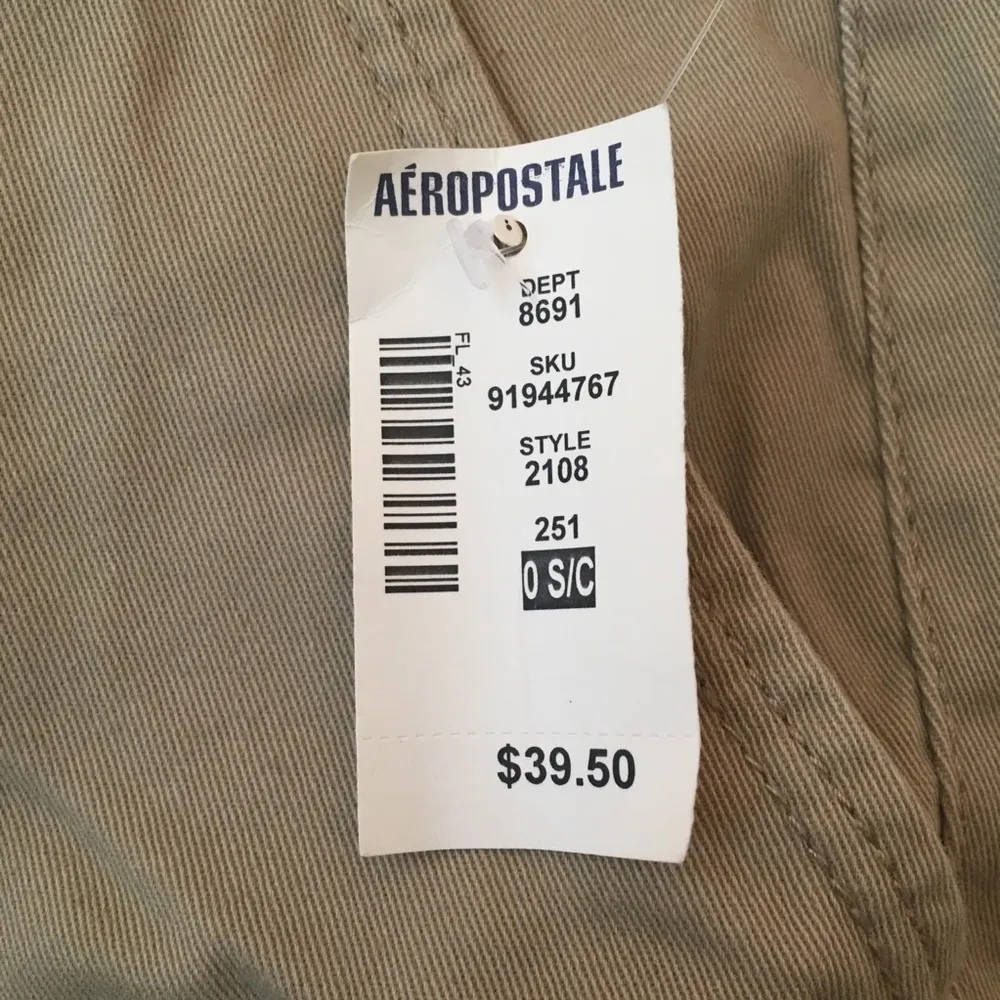 AÉROPOSTALE
DEPT
8691
FL_43
SKU
91944767
STYLE
2108
251
0 S/C
$39.50